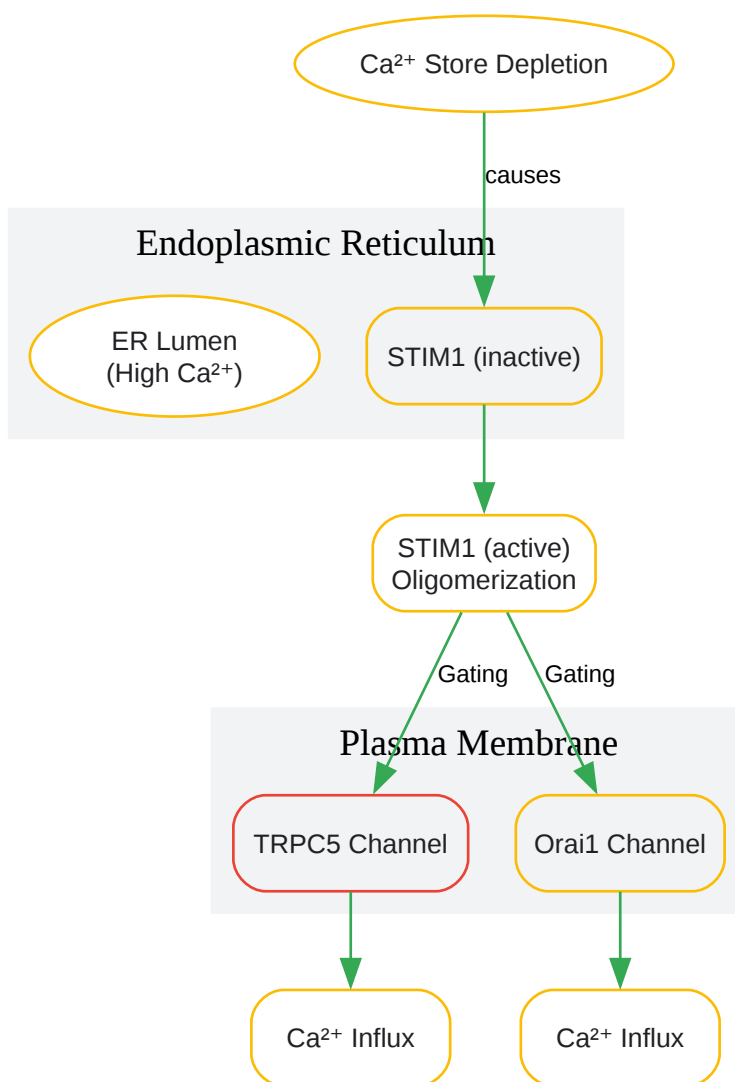 Ca²⁺ Store Depletion
causes
Endoplasmic Reticulum
ER Lumen
(High Ca²⁺)
STIM1 (inactive)
STIM1 (active)
Oligomerization
Gating
Gating
Plasma Membrane
TRPC5 Channel
Orai1 Channel
Ca²⁺ Influx
Ca²⁺ Influx